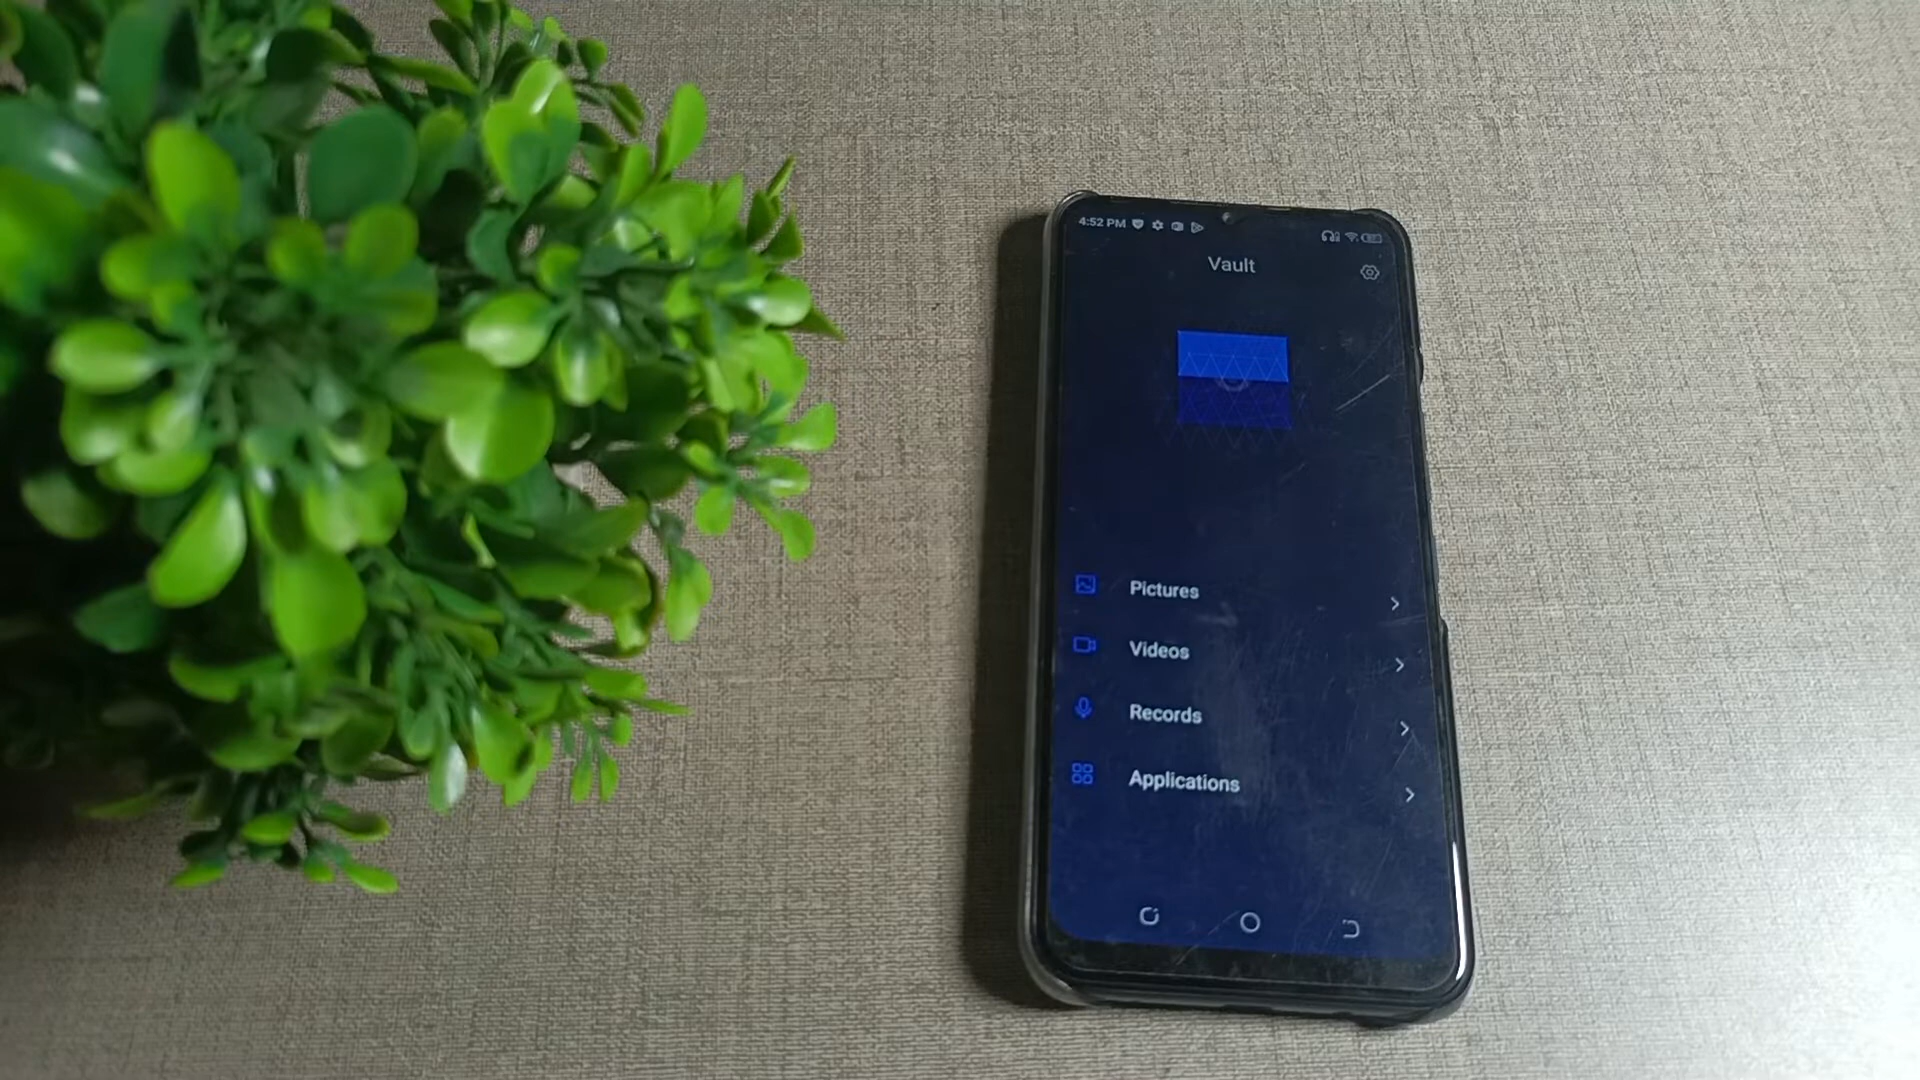 4:52 PM
Vault
Pictures
Videos
Records
Applications